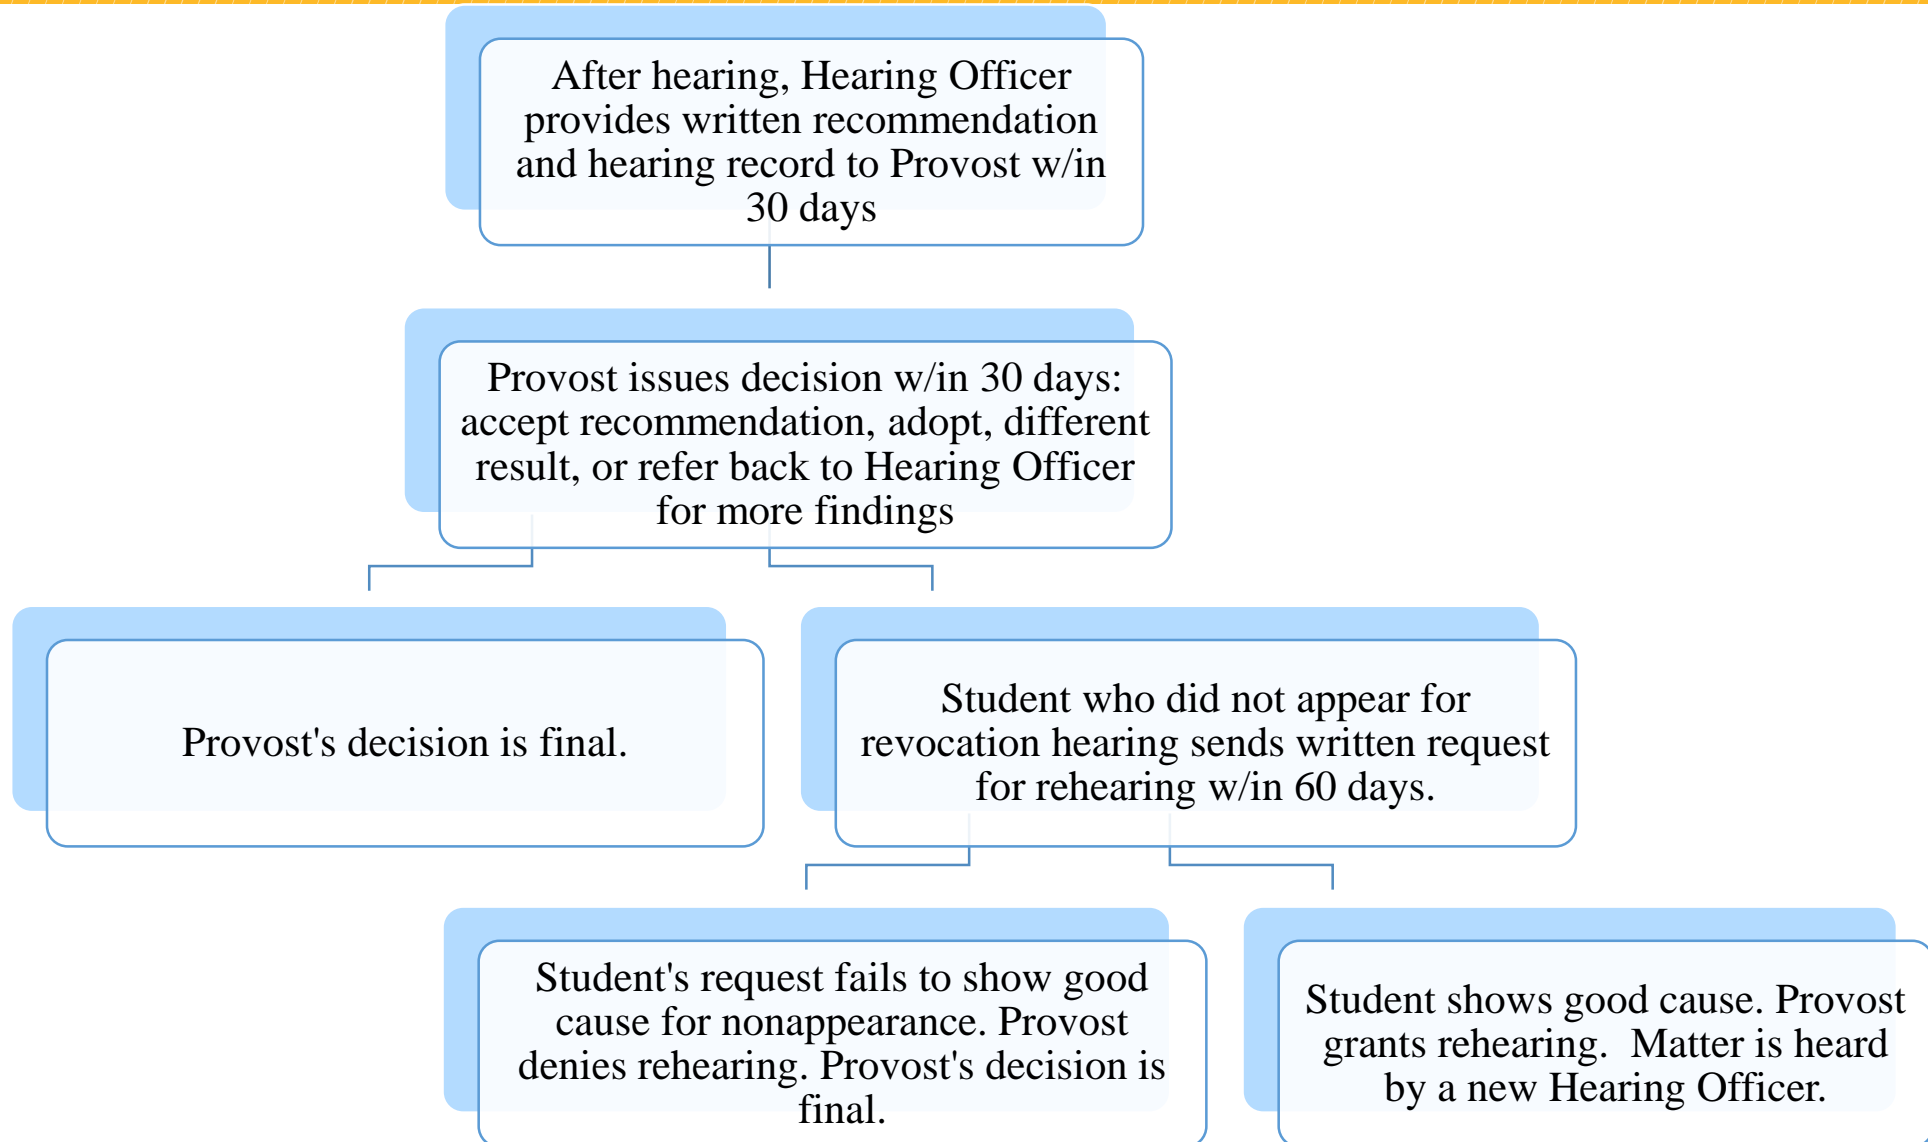 After hearing, Hearing Officer
provides written recommendation
and hearing record to Provost w/in
30 days
Provost issues decision w/in 30 days:
accept recommendation, adopt, different
result, or refer back to Hearing Officer
for more findings
Provost's decision is final.
Student who did not appear for
revocation hearing sends written request
for rehearing w/in 60 days.
Student's request fails to show good
cause for nonappearance. Provost
denies rehearing. Provost's decision is
final.
Student shows good cause. Provost
grants rehearing.  Matter is heard
by a new Hearing Officer.